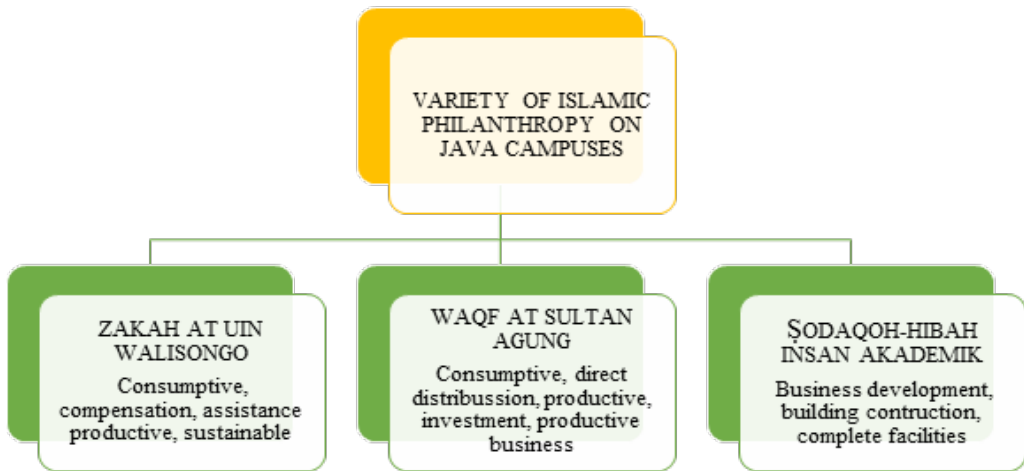 VARIETY OF ISLAMIC
PHILANTHROPY ON
JAVA CAMPUSES
ZAKAH AT UIN
WALISONGO
Consumptive,
compensation, assistance
productive, sustainable
WAQF AT SULTAN
AGUNG
Consumptive, direct
distribussion, productive,
investment, productive
business
ṢODAQOH-HIBAH
INSAN AKADEMIK
Business development,
building contruction,
complete facilities